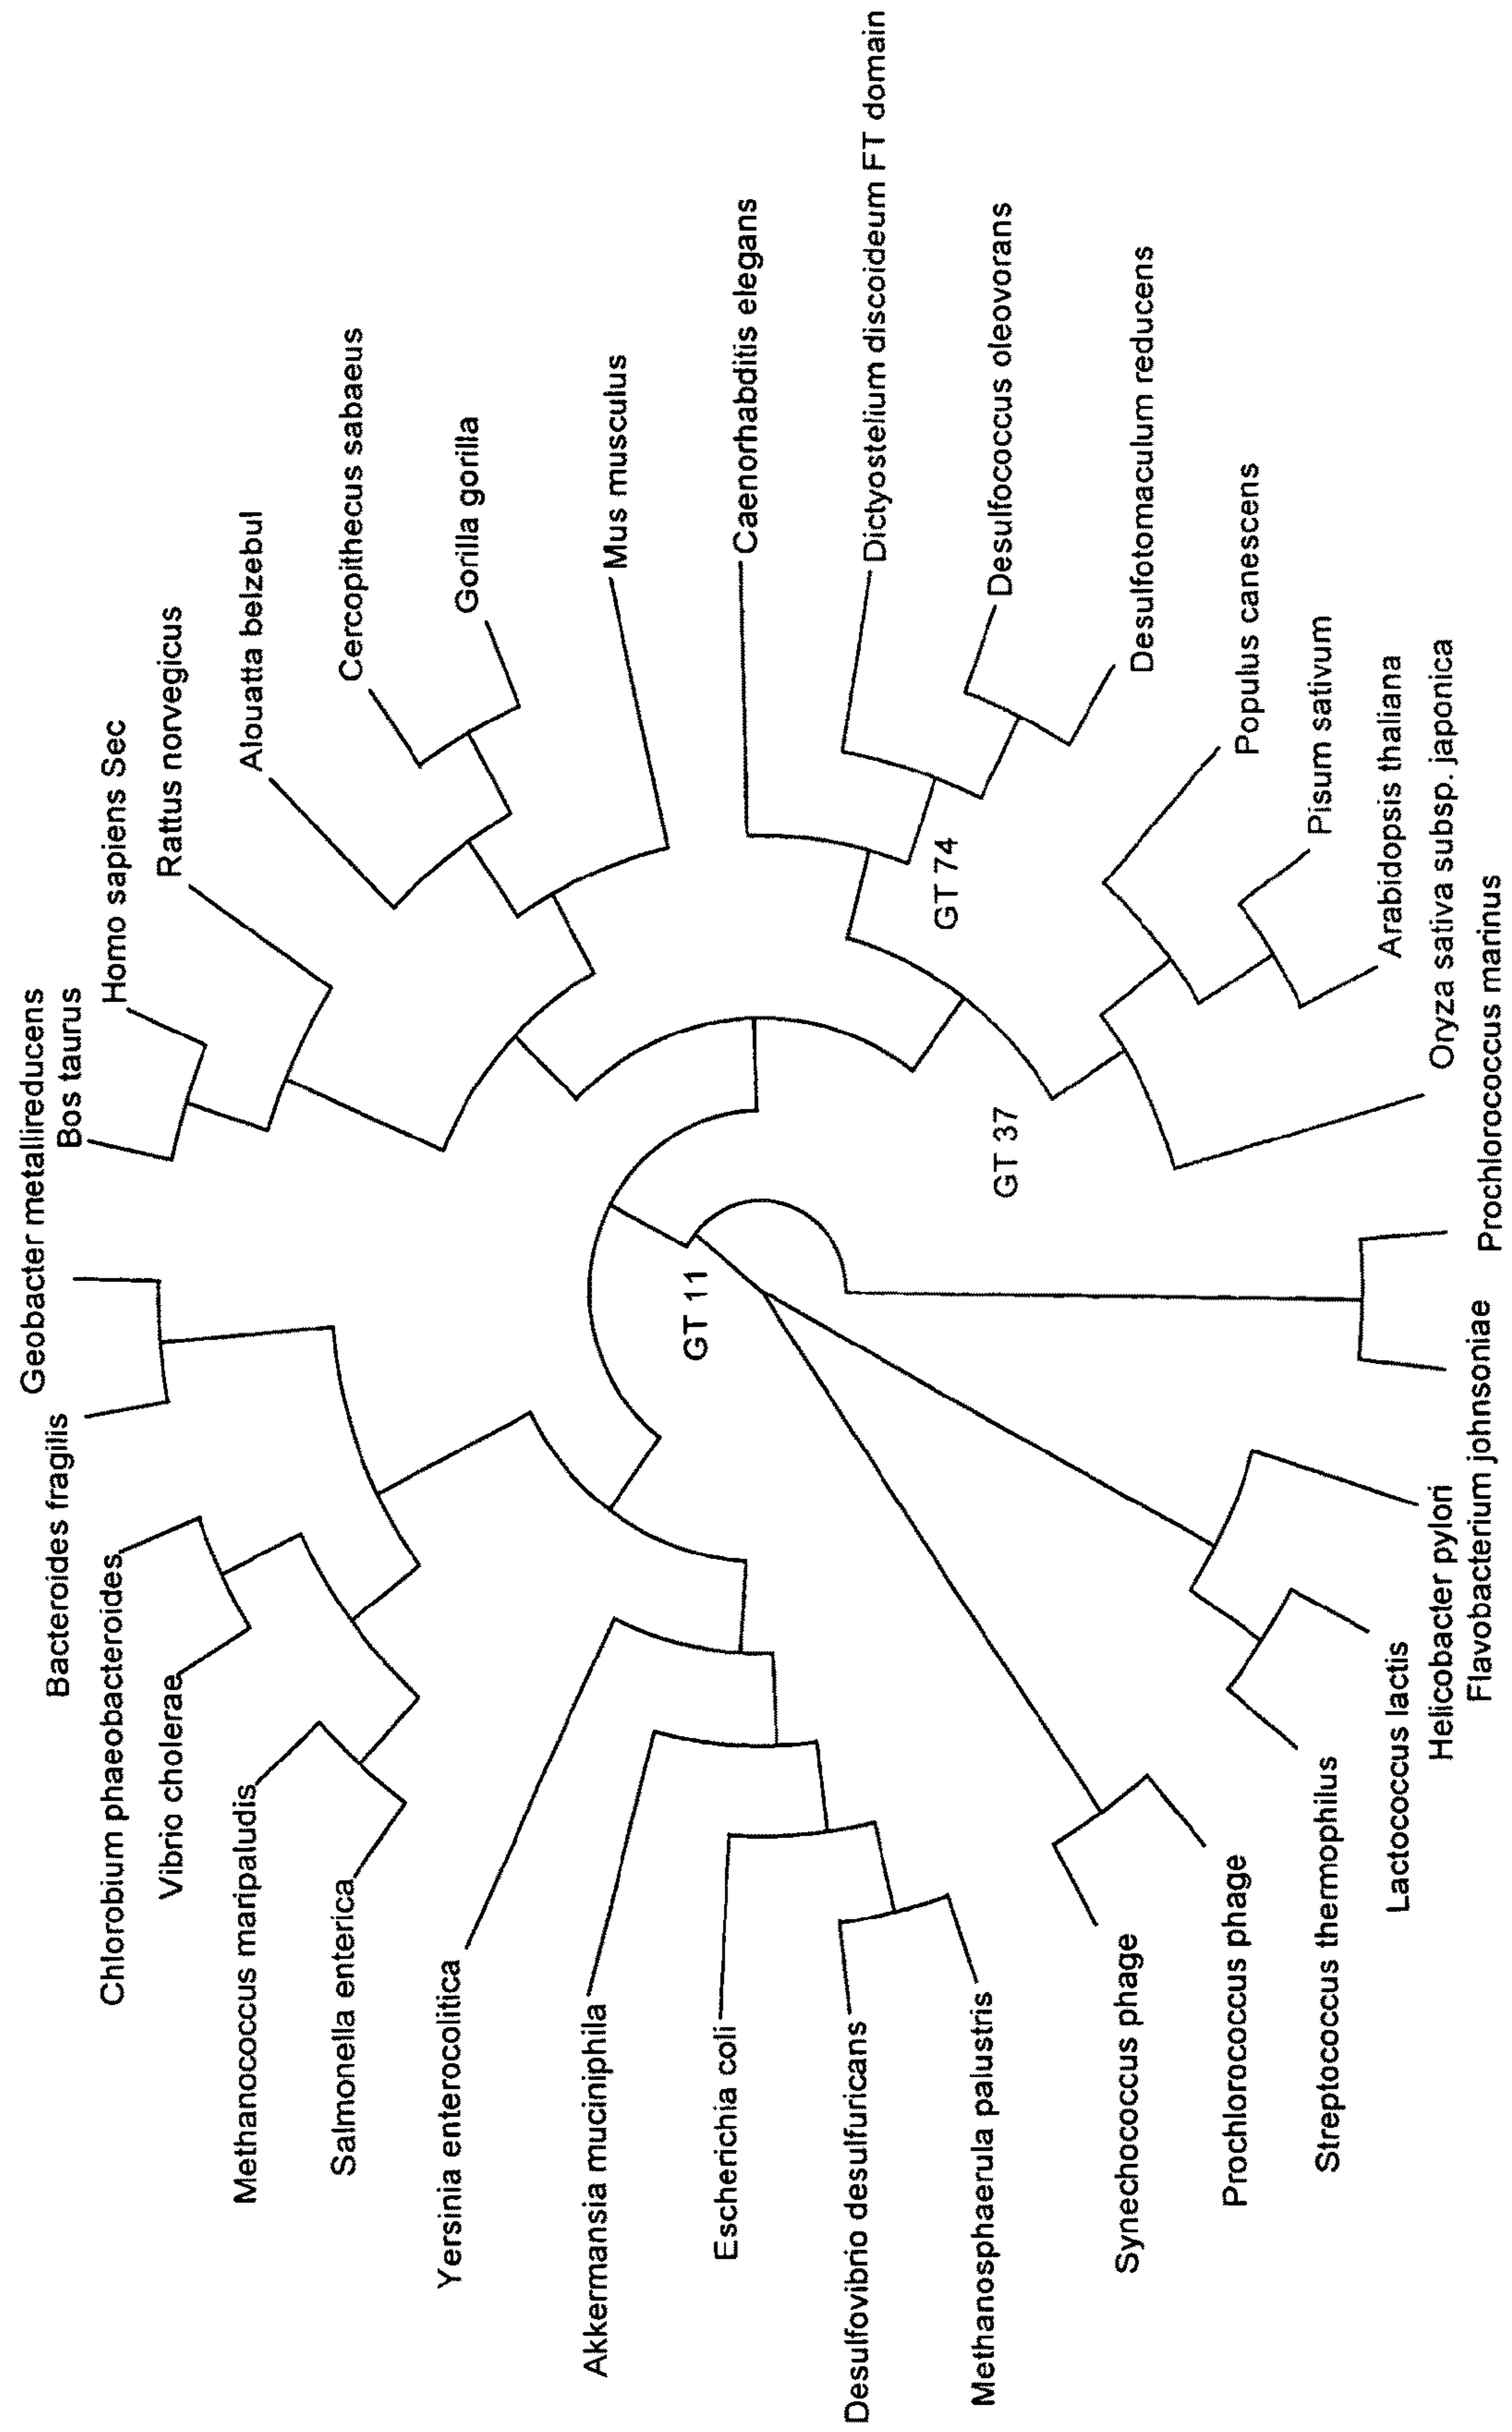 Geobacter metallireducens
Bos taurus
Homo sapiens Sec
Rattus norvegicus
Alouatta belzebul
Cercopithecus sabaeus
Gorilla gorilla
Mus musculus
Caenorhabditis elegans
Dictyostelium discoideum FT domain
Desulfococcus oleovorans
Desulfotomaculum reducens
Populus canescens
Pisum sativum
Arabidopsis thaliana
Oryza sativa subsp. japonica
Prochlorococcus marinus
Flavobacterium johnsoniae
Helicobacter pylori
Lactococcus lactis
Streptococcus thermophilus
Prochlorococcus phage
Synechococcus phage
Methanosphaerula palustris
Desulfovibrio desulfuricans
Escherichia coli
Akkermansia muciniphila
Yersinia enterocolitica
Salmonella enterica
Methanococcus maripaludis
Vibrio cholerae
Chlorobium phaeobacteroides
Bacteroides fragilis
GT 11
GT 74
GT 37